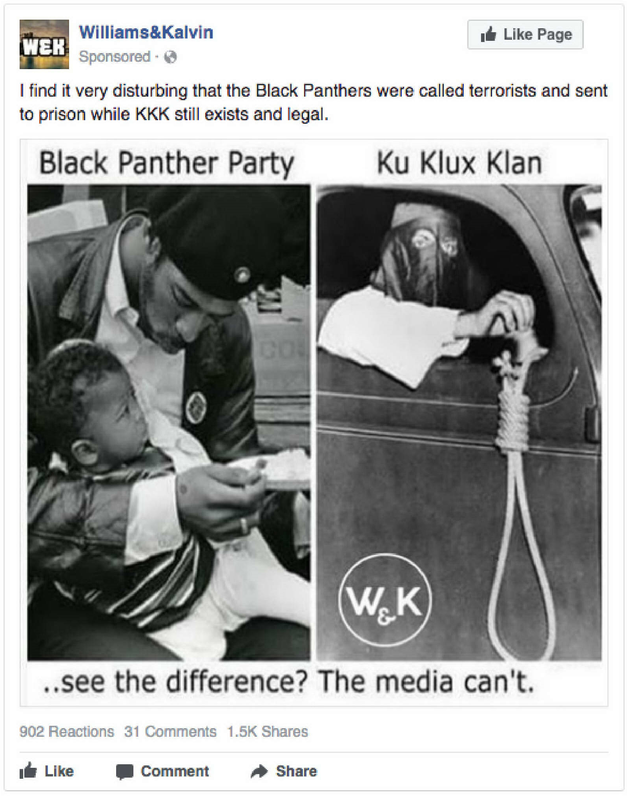 W&K
Williams&Kalvin
Like Page
Sponsored ·
I find it very disturbing that the Black Panthers were called terrorists and sent
to prison while KKK still exists and legal.
Black Panther Party
Ku Klux Klan
W&K
..see the difference? The media can't.
902 Reactions 31 Comments 1.5K Shares
Like Comment Share